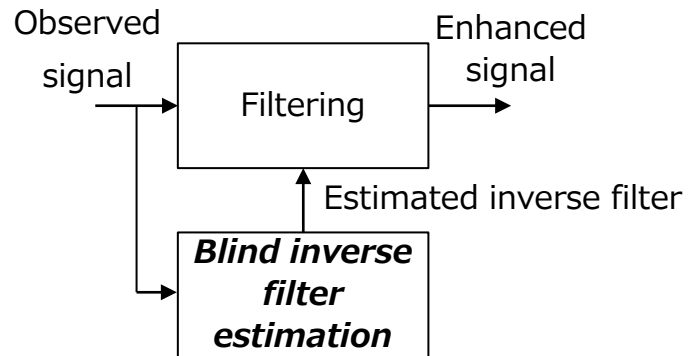 Observed
signal
Enhanced
signal
Filtering
Estimated inverse filter
Blind inverse
filter
estimation